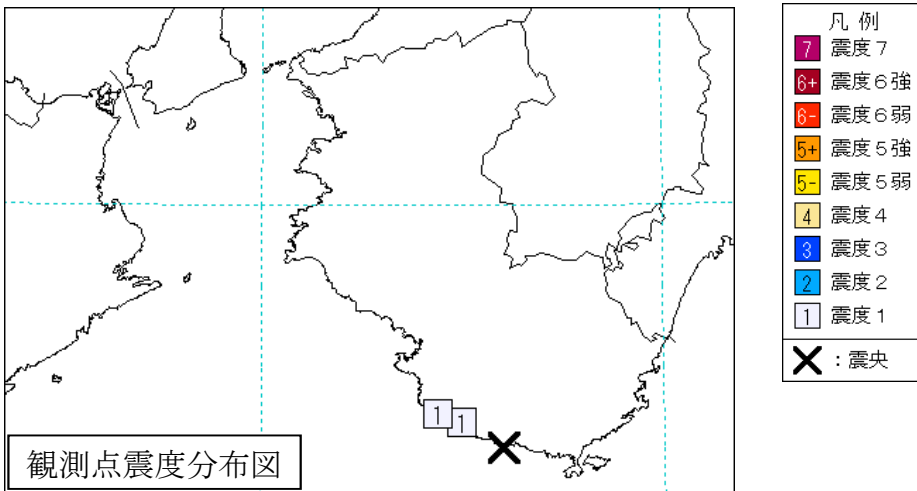 1
1
観測点震度分布図
凡 例
7 震度７
6+ 震度６強
6- 震度６弱
5+ 震度５強
5- 震度５弱
4 震度４
3 震度３
2 震度２
1 震度１
：震央